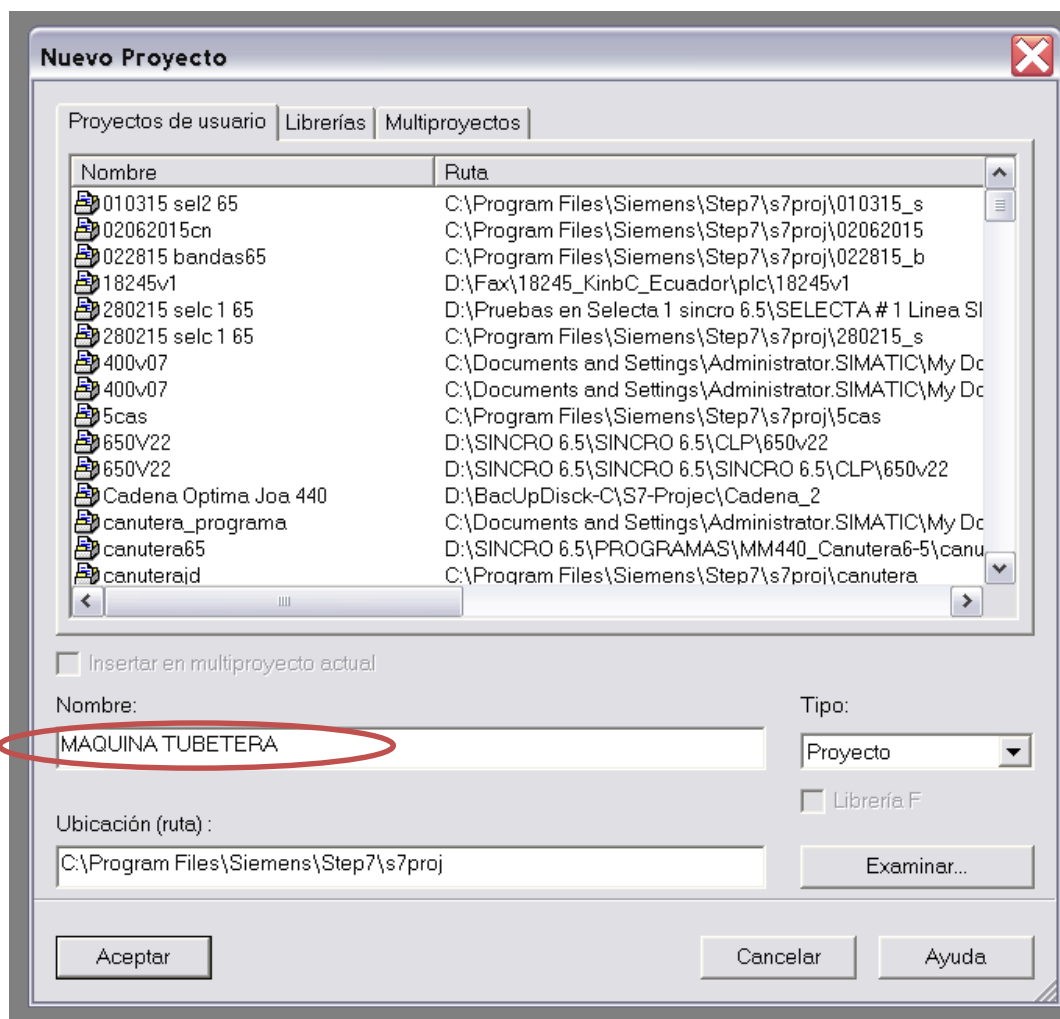 Nuevo Proyecto
Proyectos de usuario Librerías Multiproyectos
Nombre Ruta
010315 sel2 65 C:\Program Files\Siemens\Step7\s7proj\010315_s
02062015cn C:\Program Files\Siemens\Step7\s7proj\02062015
022815 bandas65 C:\Program Files\Siemens\Step7\s7proj\022815_b
18245v1 D:\Fax\18245_KinbC_Ecuador\plc\18245v1
280215 selc 1 65 D:\Pruebas en Selecta 1 sincro 6.5\SELECTA # 1 Linea SI
280215 selc 1 65 C:\Program Files\Siemens\Step7\s7proj\280215_s
400v07 C:\Documents and Settings\Administrator.SIMATIC\My Dc
400v07 C:\Documents and Settings\Administrator.SIMATIC\My Dc
5cas C:\Program Files\Siemens\Step7\s7proj\5cas
650V22 D:\SINCRO 6.5\SINCRO 6.5\CLP\650v22
650V22 D:\SINCRO 6.5\SINCRO 6.5\SINCRO 6.5\CLP\650v22
Cadena Optima Joa 440 D:\BacUpDisck-C\S7-Projec\Cadena_2
canutera_programa C:\Documents and Settings\Administrator.SIMATIC\My Dc
canutera65 D:\SINCRO 6.5\PROGRAMAS\MM440_Canutera6-5\canu
canuterajd C:\Program Files\Siemens\Step7\s7proj\canutera
Insertar en multiproyecto actual
Nombre: Tipo:
MAQUINA TUBETERA Proyecto
Librería F
Ubicación (ruta) :
C:\Program Files\Siemens\Step7\s7proj Examinar...
Aceptar Cancelar Ayuda